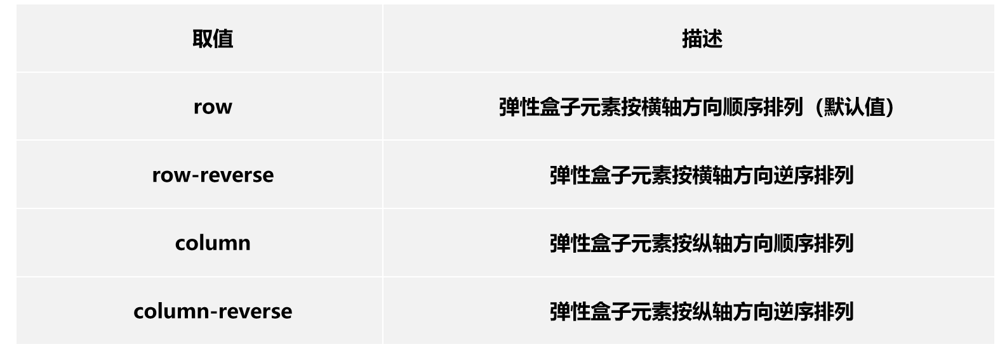 取值 描述
row 弹性盒子元素按横轴方向顺序排列（默认值）
row-reverse 弹性盒子元素按横轴方向逆序排列
column 弹性盒子元素按纵轴方向顺序排列
column-reverse 弹性盒子元素按纵轴方向逆序排列